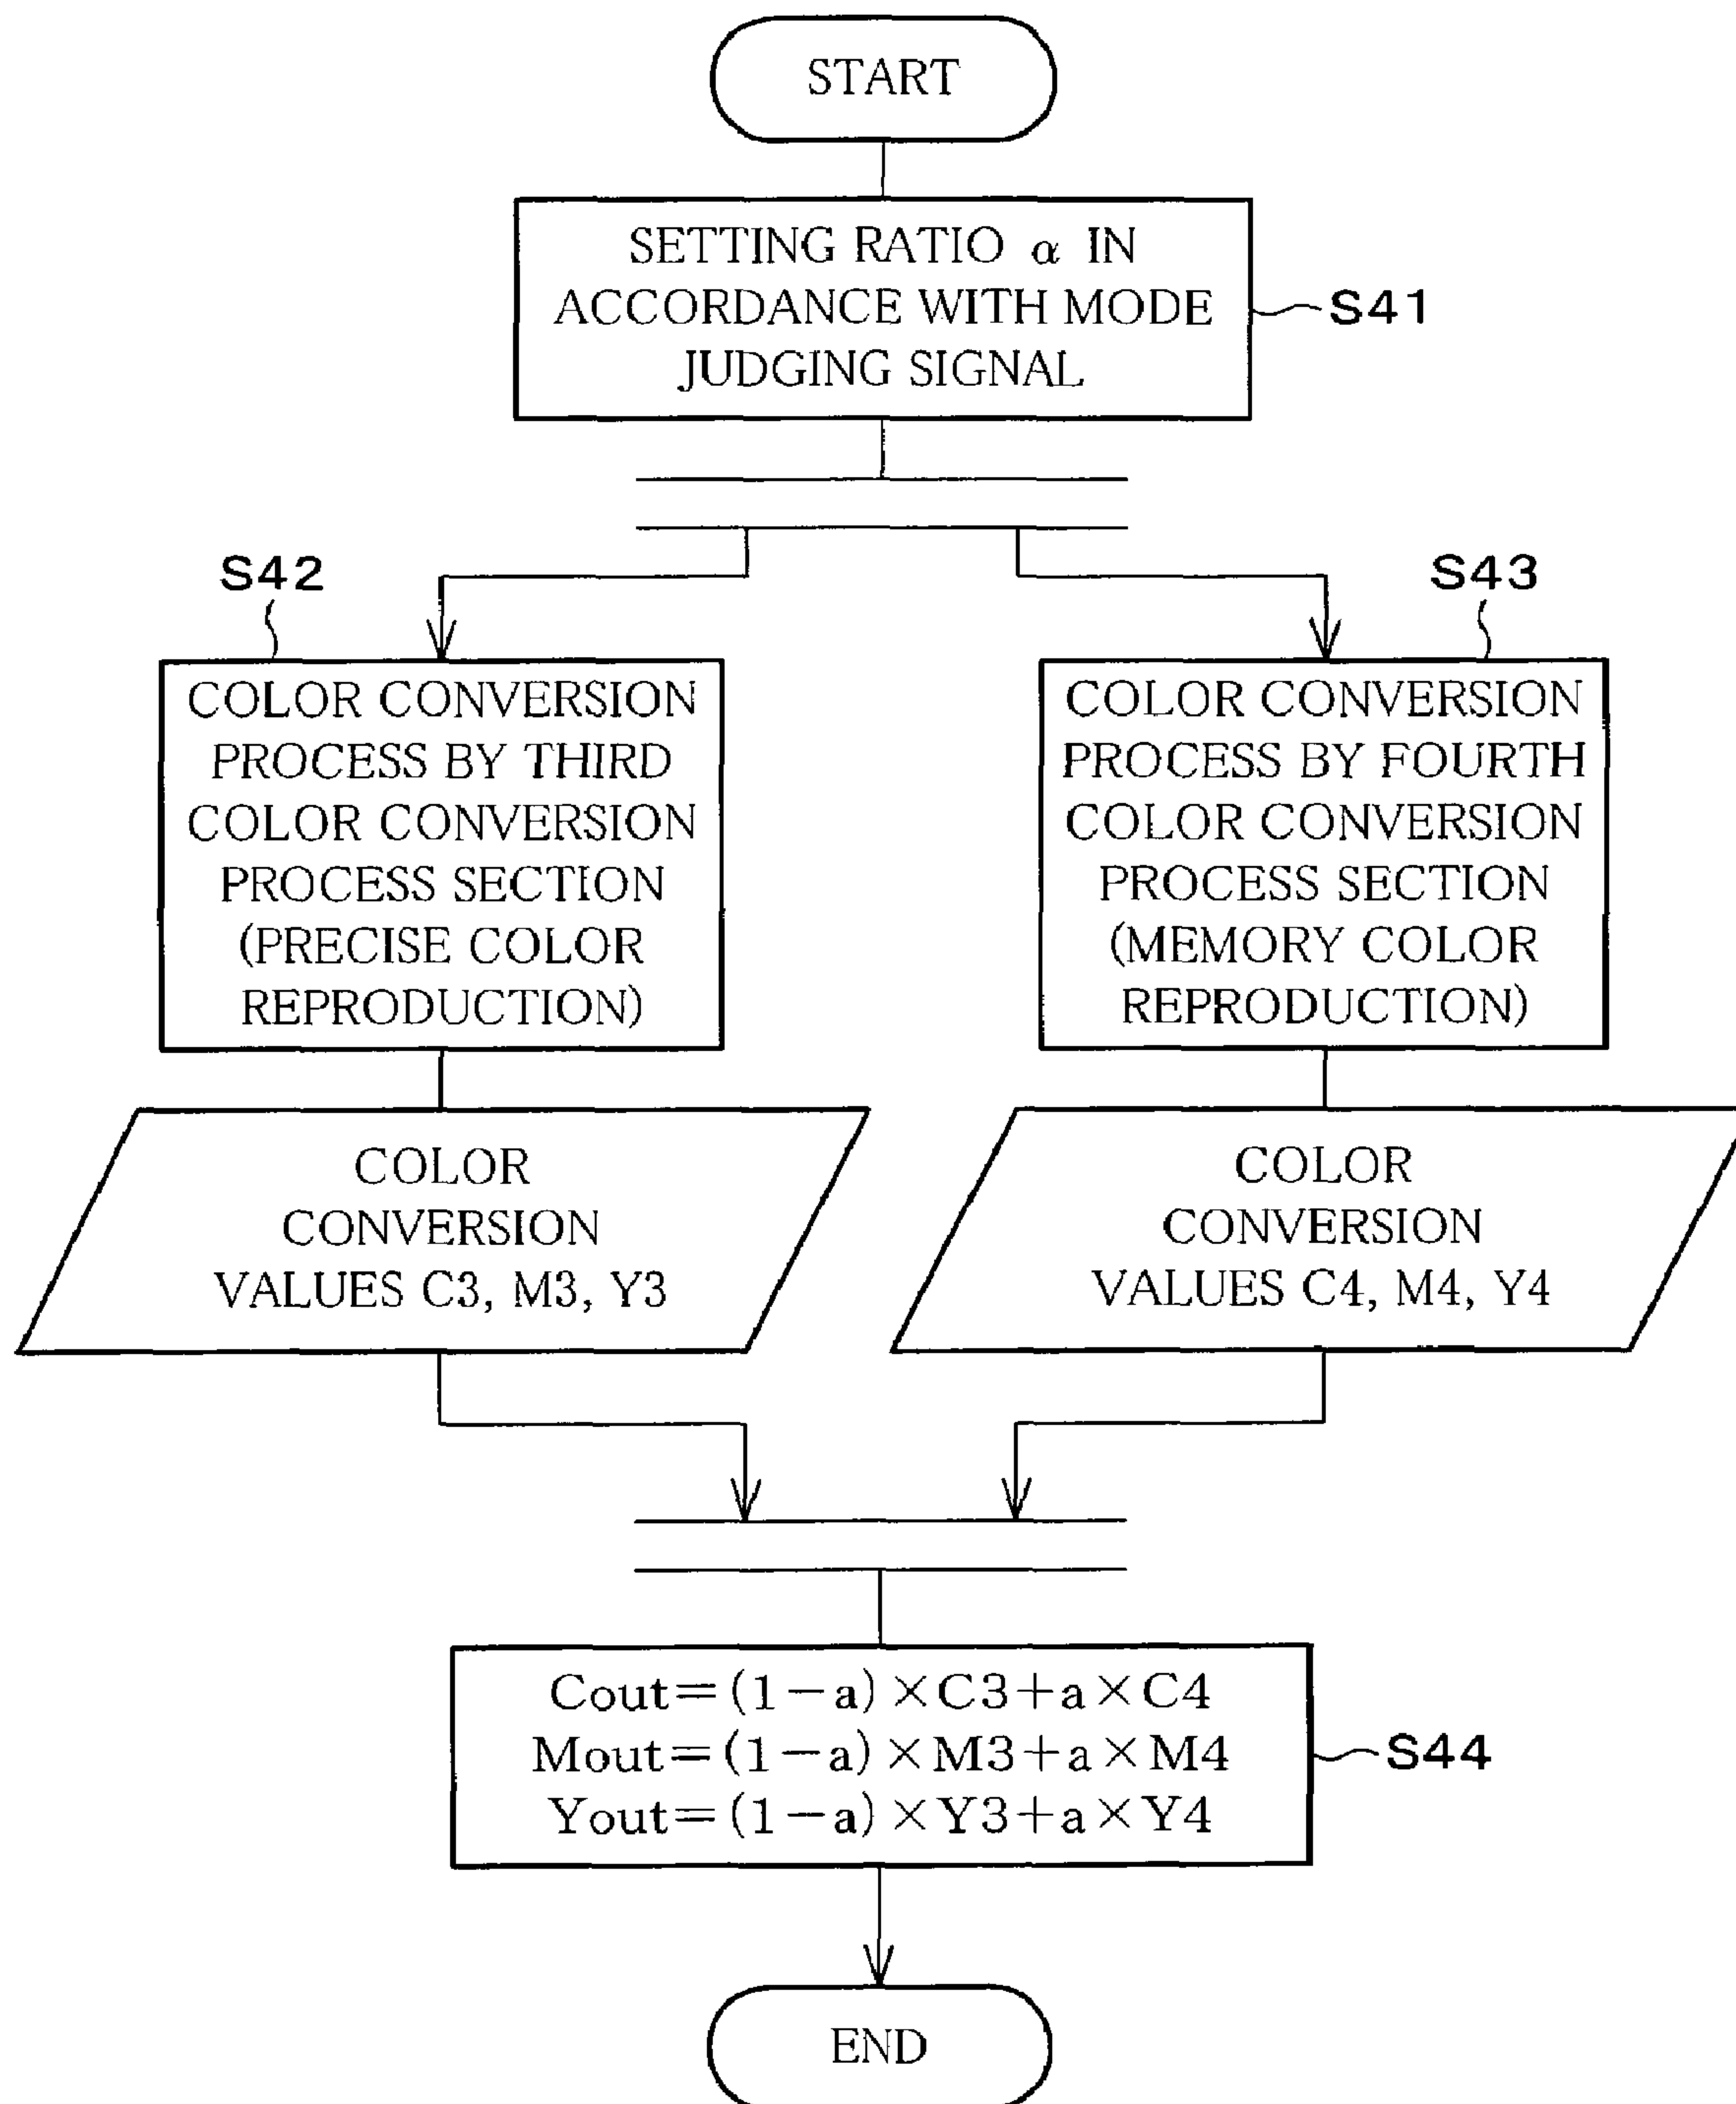 START
SETTING RATIO α IN
ACCORDANCE WITH MODE
JUDGING SIGNAL
S41
S42
COLOR CONVERSION
PROCESS BY THIRD
COLOR CONVERSION
PROCESS SECTION
(PRECISE COLOR
REPRODUCTION)
S43
COLOR CONVERSION
PROCESS BY FOURTH
COLOR CONVERSION
PROCESS SECTION
(MEMORY COLOR
REPRODUCTION)
COLOR
CONVERSION
VALUES C3, M3, Y3
COLOR
CONVERSION
VALUES C4, M4, Y4
Cout=(1-a)×C3+a×C4
Mout=(1-a)×M3+a×M4
Yout=(1-a)×Y3+a×Y4
S44
END